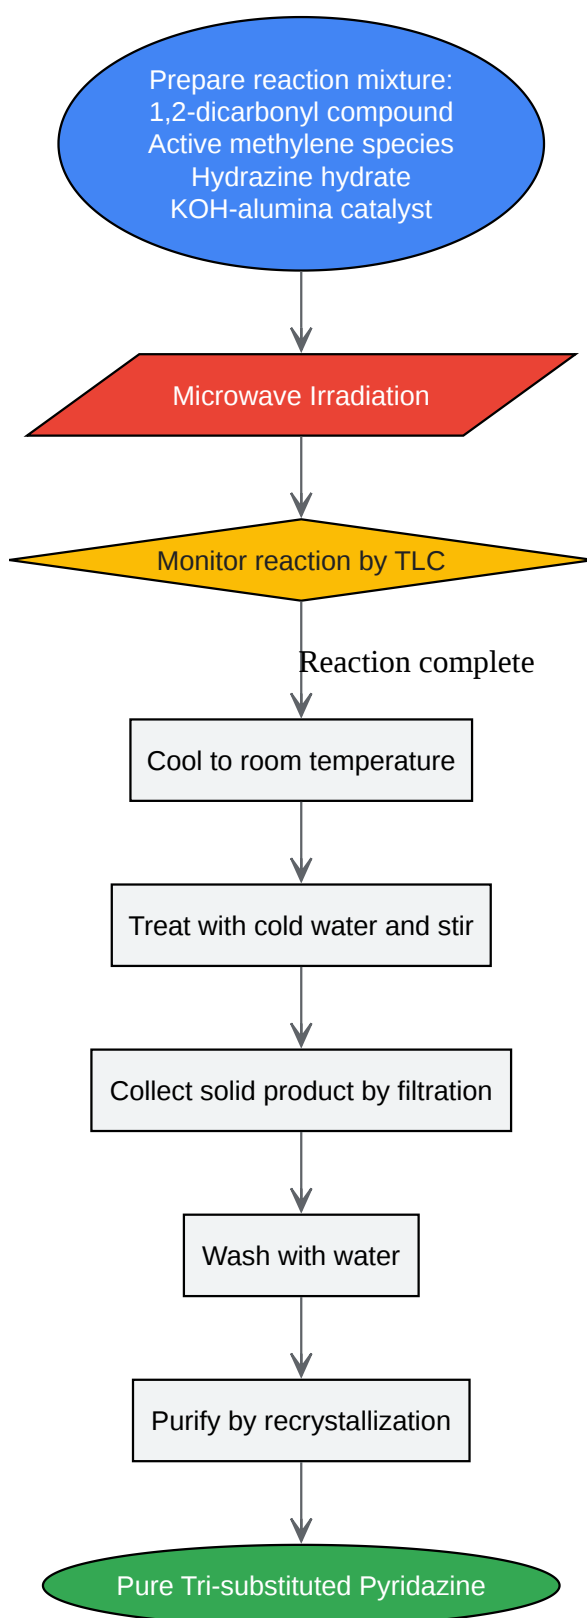 Prepare reaction mixture:
1,2-dicarbonyl compound
Active methylene species
Hydrazine hydrate
KOH-alumina catalyst
Microwave Irradiation
Monitor reaction by TLC
Reaction complete
Cool to room temperature
Treat with cold water and stir
Collect solid product by filtration
Wash with water
Purify by recrystallization
Pure Tri-substituted Pyridazine